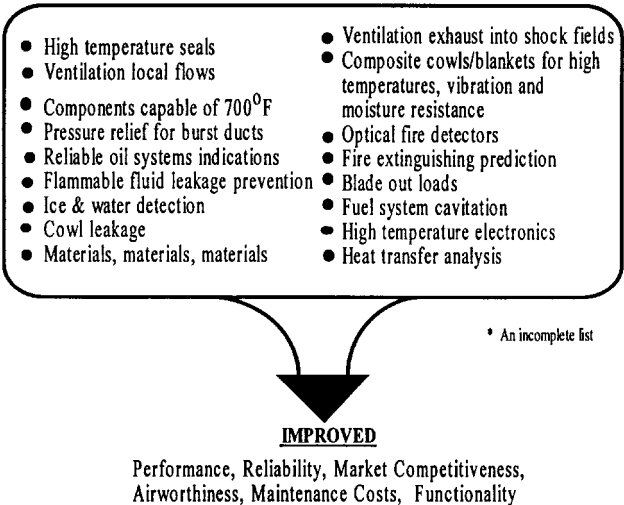 ● High temperature seals
● Ventilation local flows
● Components capable of 700⁰F
● Pressure relief for burst ducts
● Reliable oil systems indications
● Flammable fluid leakage prevention
● Ice & water detection
● Cowl leakage
● Materials, materials, materials
● Ventilation exhaust into shock fields
● Composite cowls/blankets for high
temperatures, vibration and
moisture resistance
● Optical fire detectors
● Fire extinguishing prediction
● Blade out loads
● Fuel system cavitation
● High temperature electronics
● Heat transfer analysis
* An incomplete list
IMPROVED
Performance, Reliability, Market Competitiveness,
Airworthiness, Maintenance Costs, Functionality